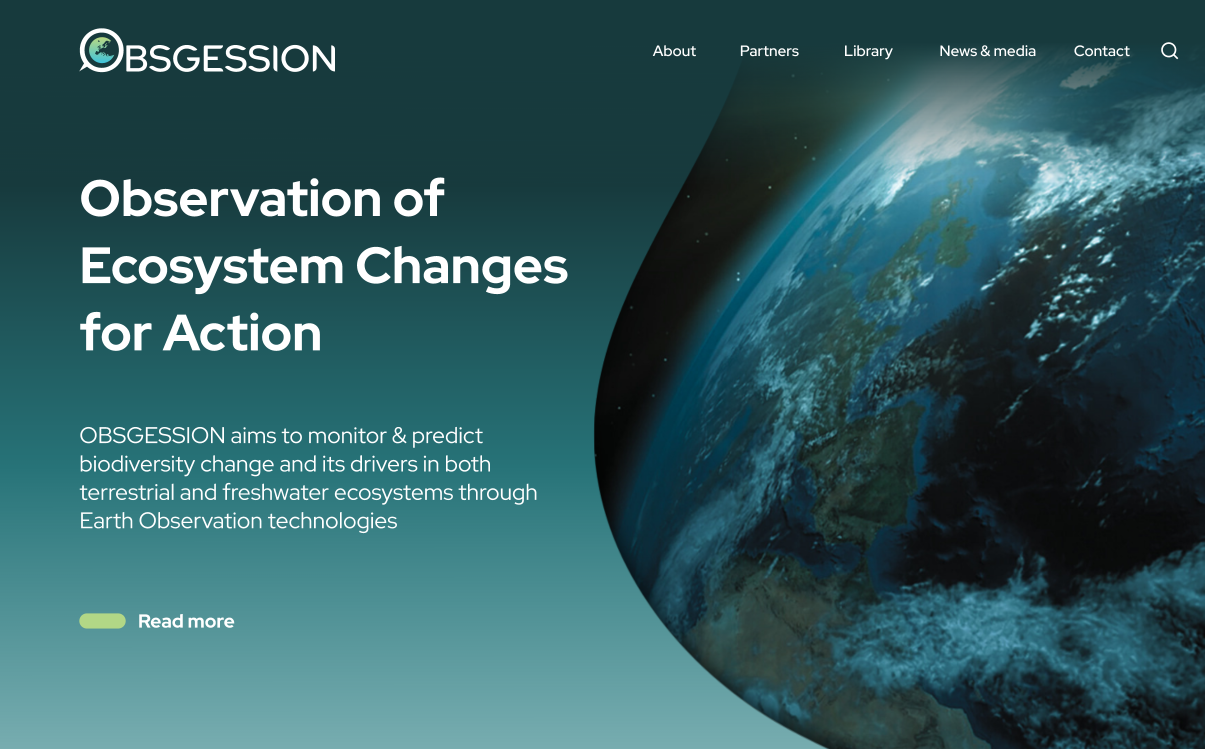 OBSGESSION
About
Partners
Library
News & media
Contact
Observation of
Ecosystem Changes
for Action
OBSGESSION aims to monitor & predict
biodiversity change and its drivers in both
terrestrial and freshwater ecosystems through
Earth Observation technologies
Read more